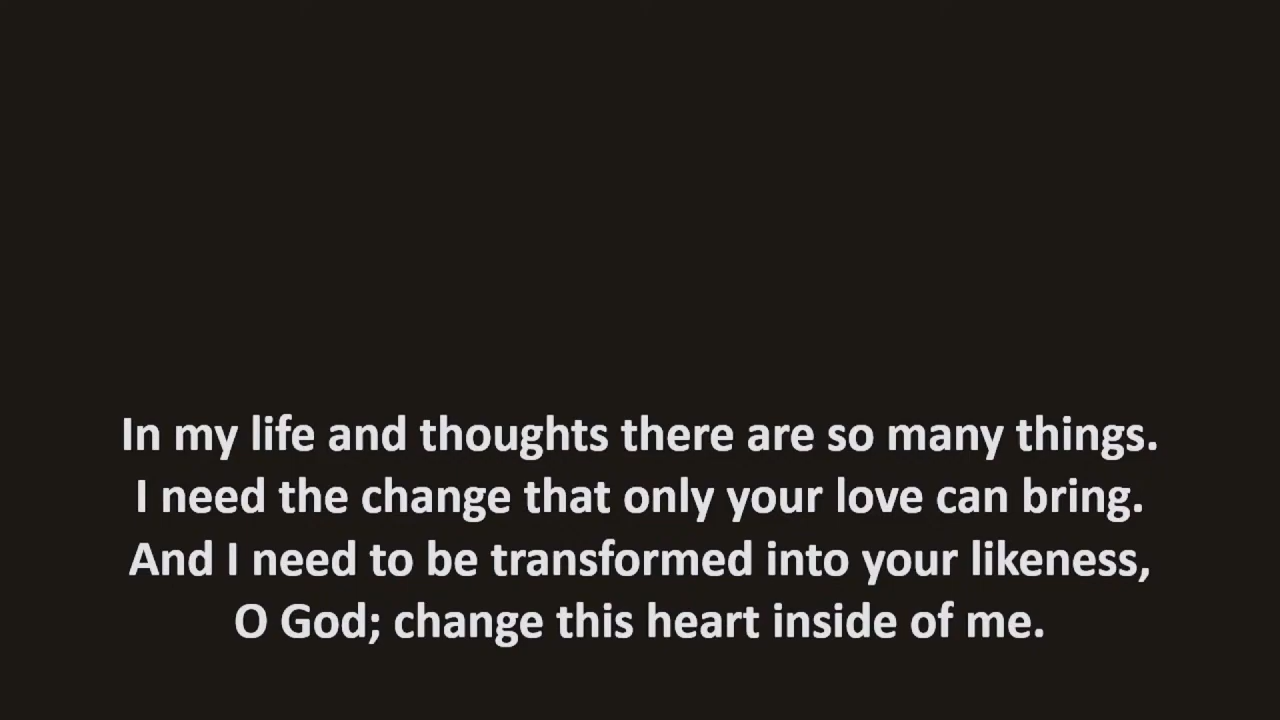 In my life and thoughts there are so many things.
I need the change that only your love can bring.
And I need to be transformed into your likeness,
O God; change this heart inside of me.